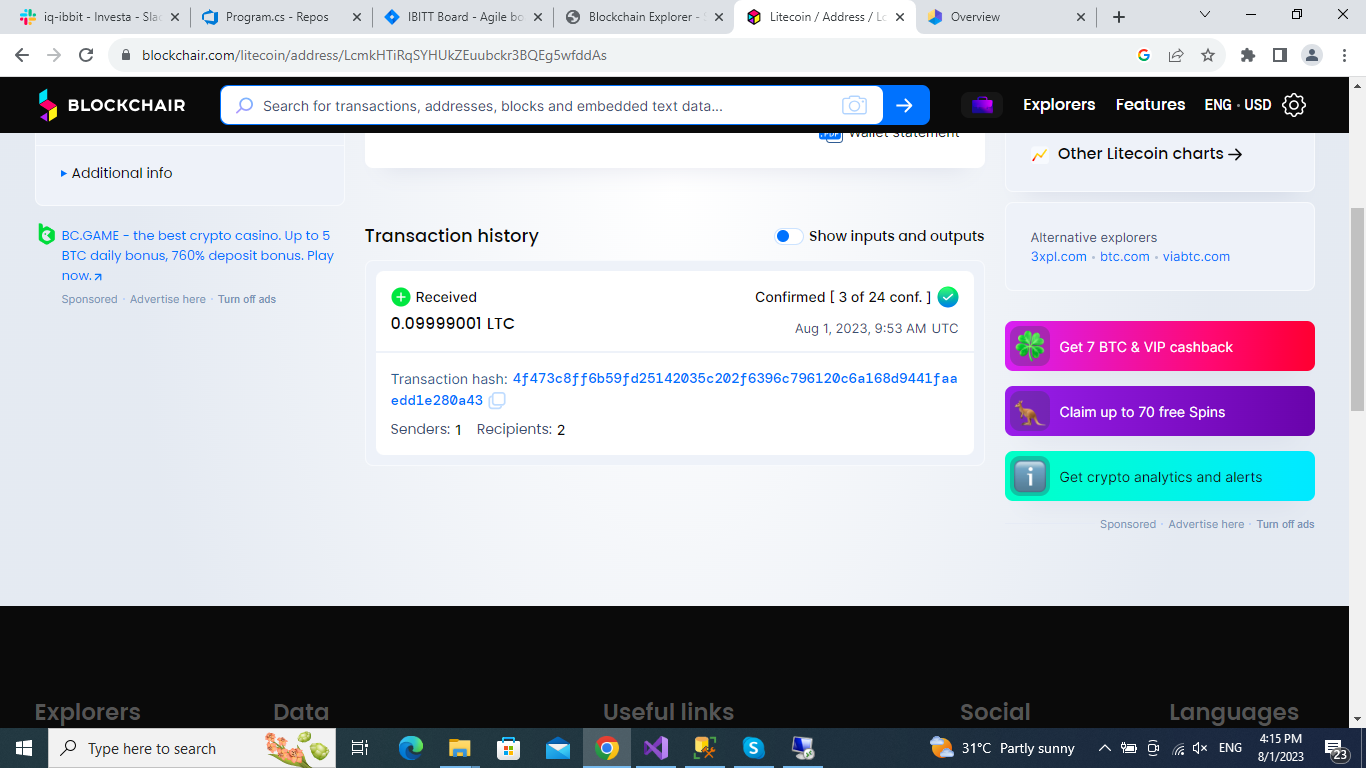 iq-ibbit - Investa - Slac
Program.cs - Repos
IBITT Board - Agile bo
Blockchain Explorer - S
Litecoin / Address / Lc
Overview
blockchair.com/litecoin/address/LcmkHTiRqSYHUkZEuubckr3BQEg5wfddAs
BLOCKCHAIR
Search for transactions, addresses, blocks and embedded text data...
Explorers
Features
ENG · USD
PDF
Wallet statement
Additional info
Other Litecoin charts →
BC.GAME - the best crypto casino. Up to 5
BTC daily bonus, 760% deposit bonus. Play
now.
Sponsored · Advertise here · Turn off ads
Transaction history
Show inputs and outputs
Alternative explorers
3xpl.com • btc.com • viabtc.com
Received
Confirmed [ 3 of 24 conf. ]
0.09999001 LTC
Aug 1, 2023, 9:53 AM UTC
Transaction hash: 4f473c8ff6b59fd25142035c202f6396c796120c6a168d9441faa
edd1e280a43
Senders: 1 Recipients: 2
Get 7 BTC & VIP cashback
Claim up to 70 free Spins
Get crypto analytics and alerts
Sponsored · Advertise here · Turn off ads
Explorers
Data
Useful links
Social
Languages
Type here to search
31°C Partly sunny
ENG
4:15 PM
8/1/2023
23